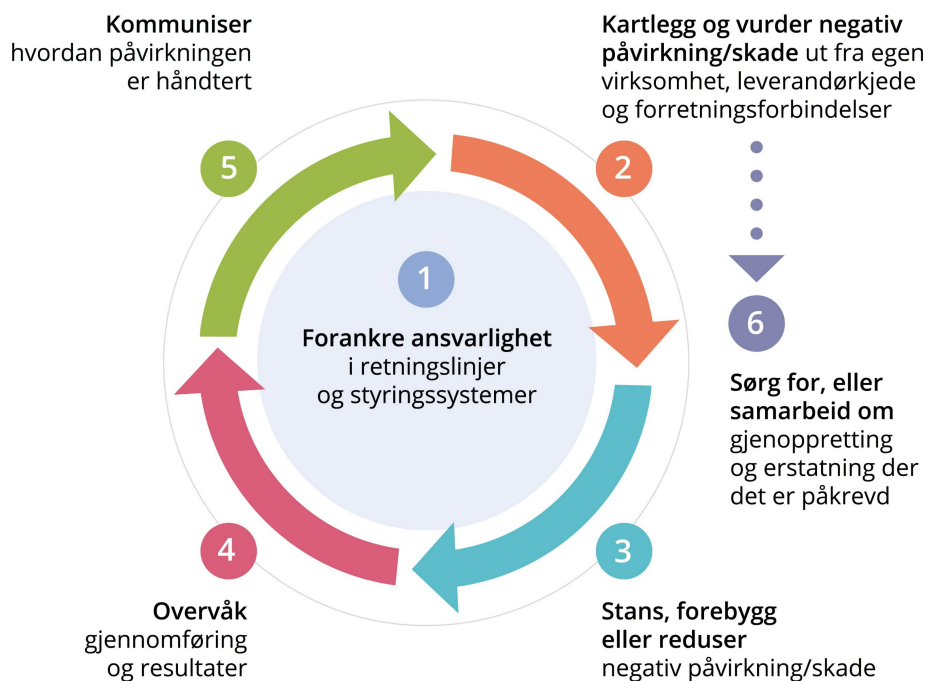 1
Forankre ansvarlighet
i retningslinjer
og styringssystemer
2
Kartlegg og vurder negativ
påvirkning/skade ut fra egen
virksomhet, leverandørkjede
og forretningsforbindelser
3
Stans, forebygg
eller reduser
negativ påvirkning/skade
4
Overvåk
gjennomføring
og resultater
5
Kommuniser
hvordan påvirkningen
er håndtert
6
Sørg for, eller
samarbeid om
gjenoppretting
og erstatning der
det er påkrevd